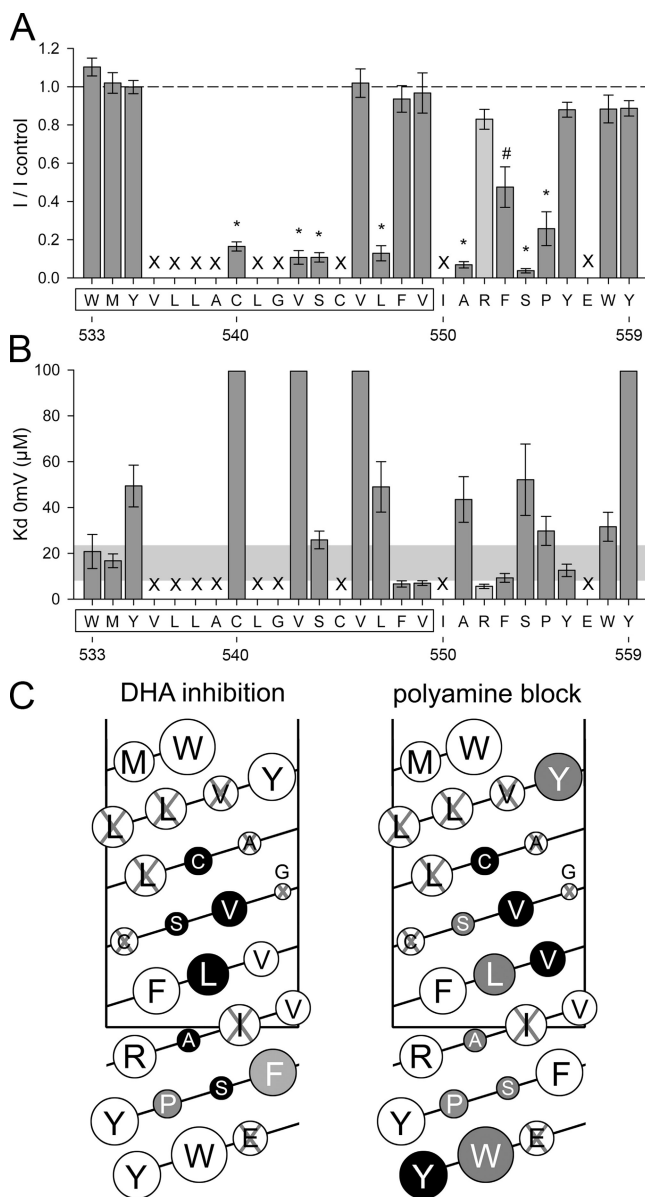 A
I / I control
1.2
1.0
0.8
0.6
0.4
0.2
0.0
#
* * * * * * *
X X X X X X X X X
W M Y V L L A C L G V S C V L F V I A R F S P Y E W Y
533 540 550 559
B
Kd 0mV (µM)
100
80
60
40
20
0
X X X X X X X X X
W M Y V L L A C L G V S C V L F V I A R F S P Y E W Y
533 540 550 559
C
DHA inhibition
M W
L L V Y
L C A
C S V G
F L V
R A I V
Y P S F
Y W E
polyamine block
M W
L L V Y
L C A
C S V G
F L V
R A I V
Y P S F
Y W E